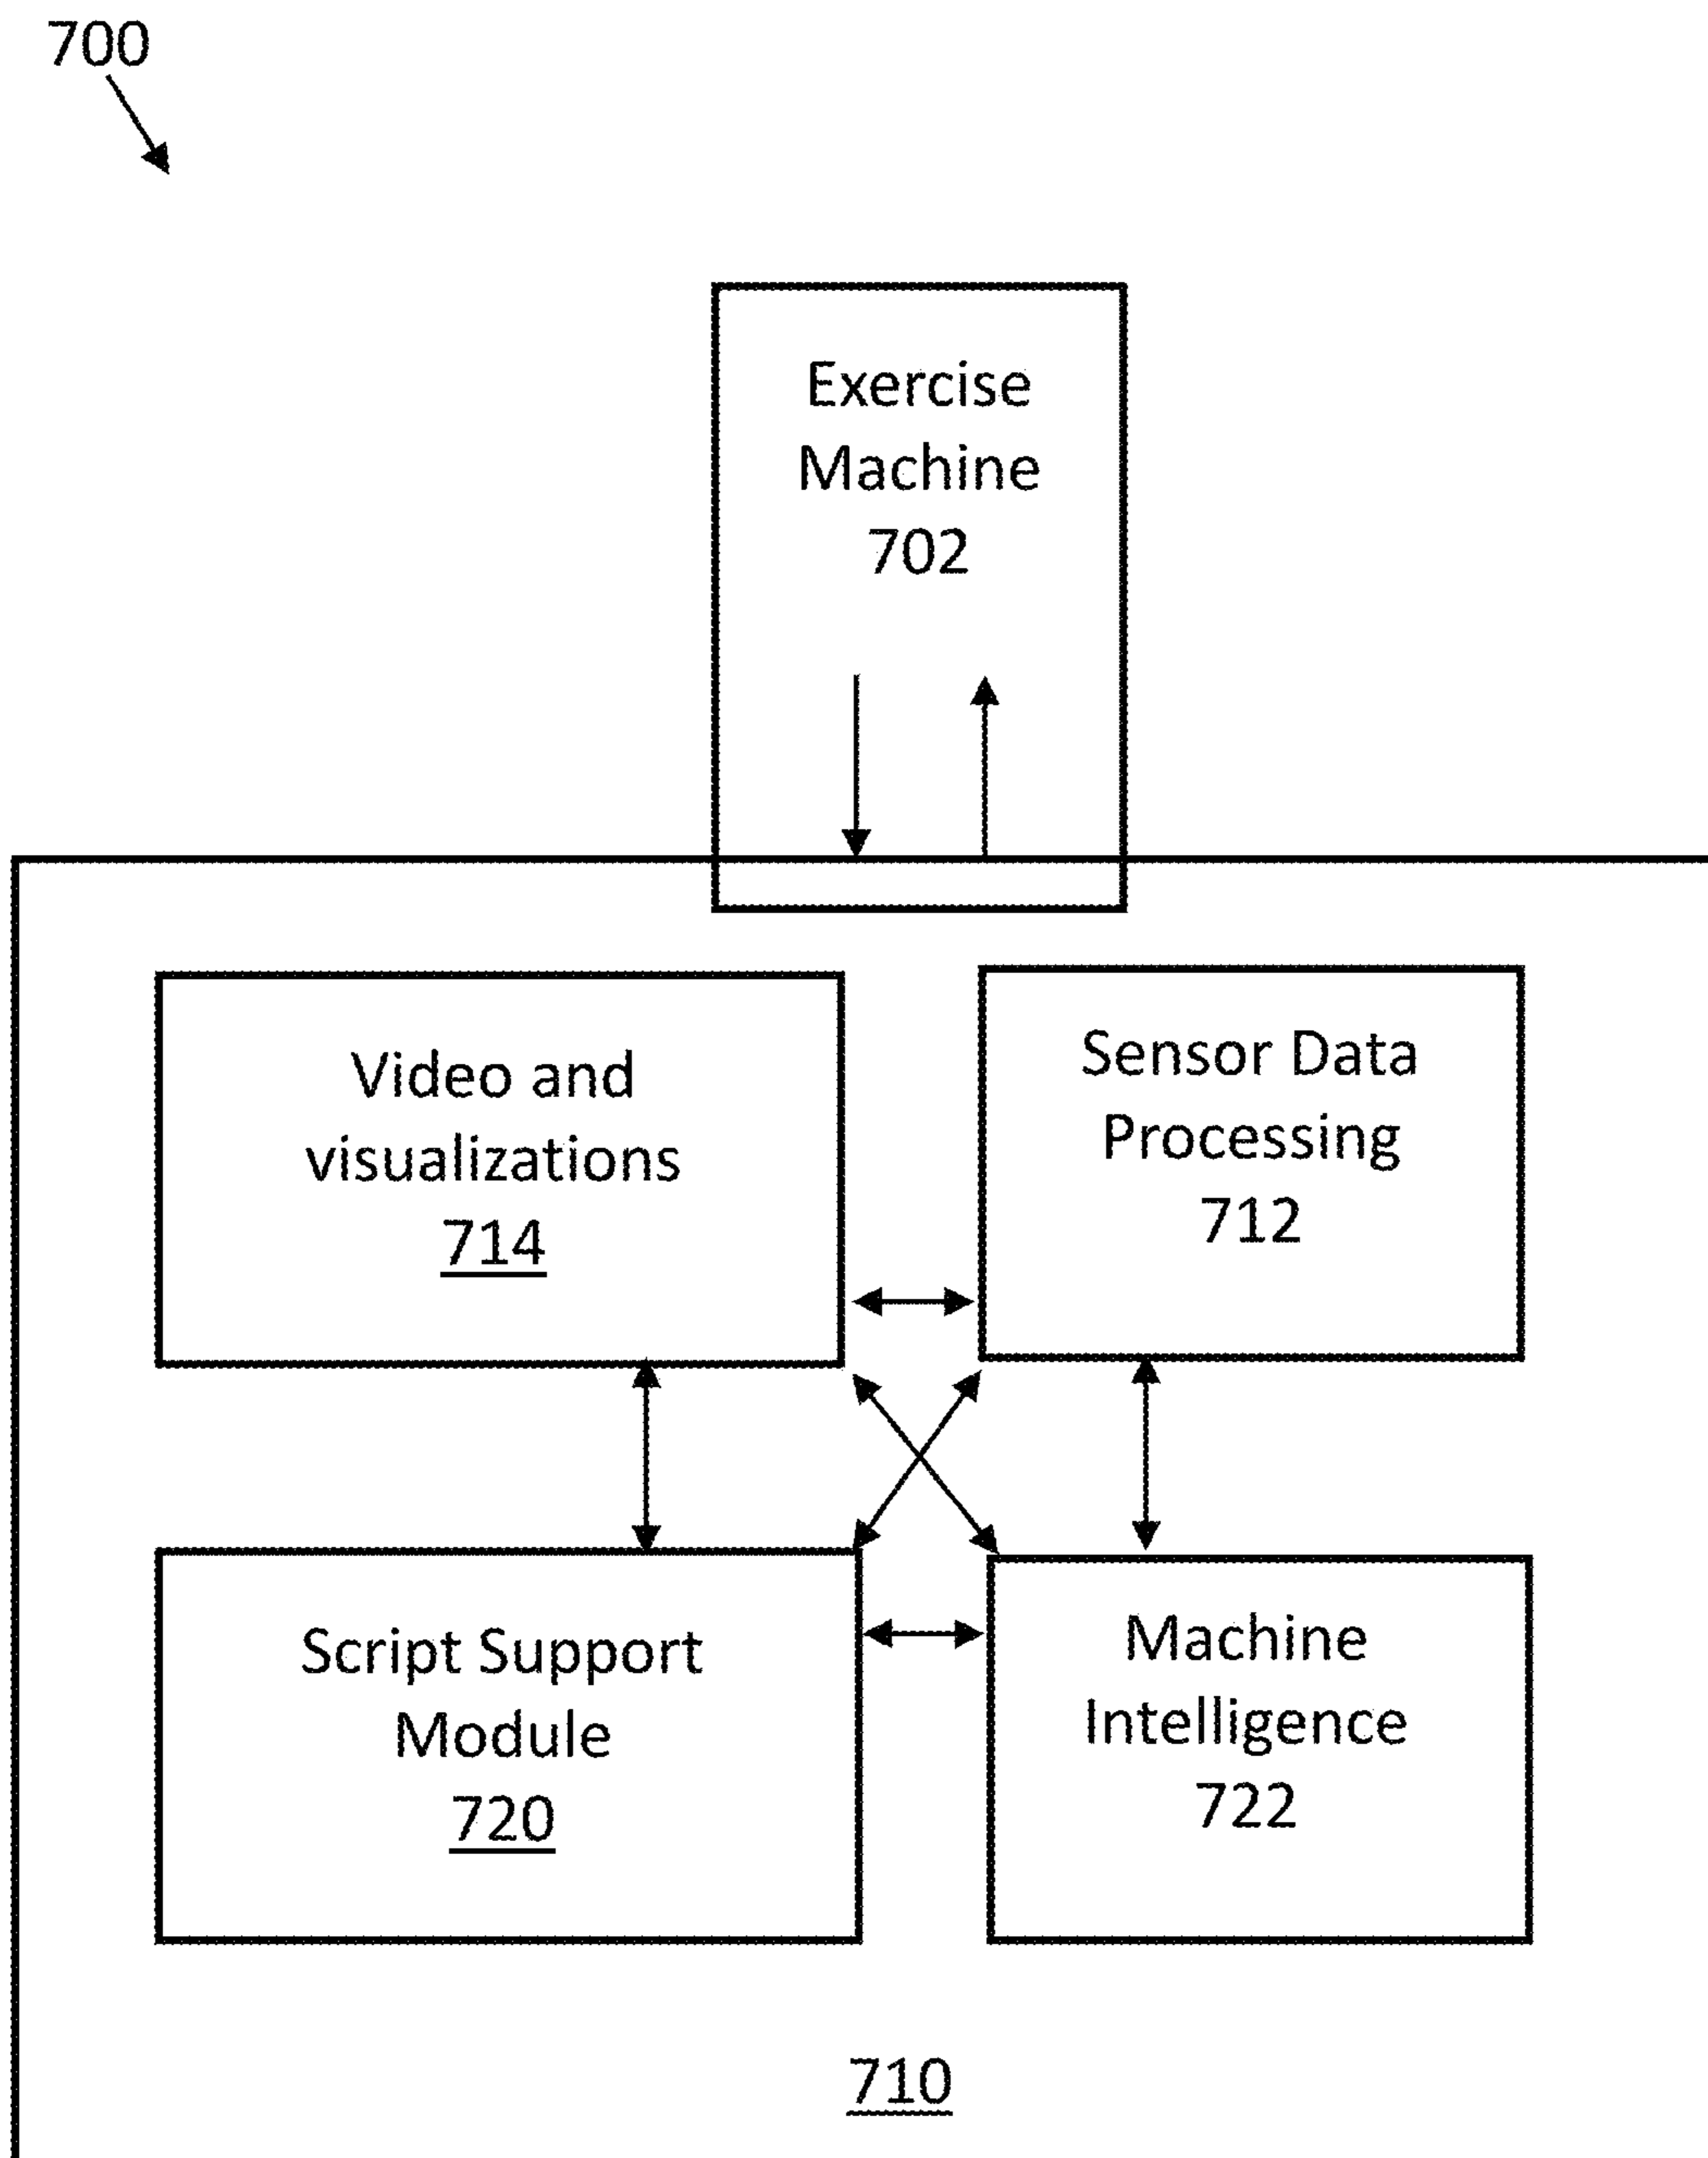 700
Exercise
Machine
702
Video and
visualizations
714
Sensor Data
Processing
712
Script Support
Module
720
Machine
Intelligence
722
710